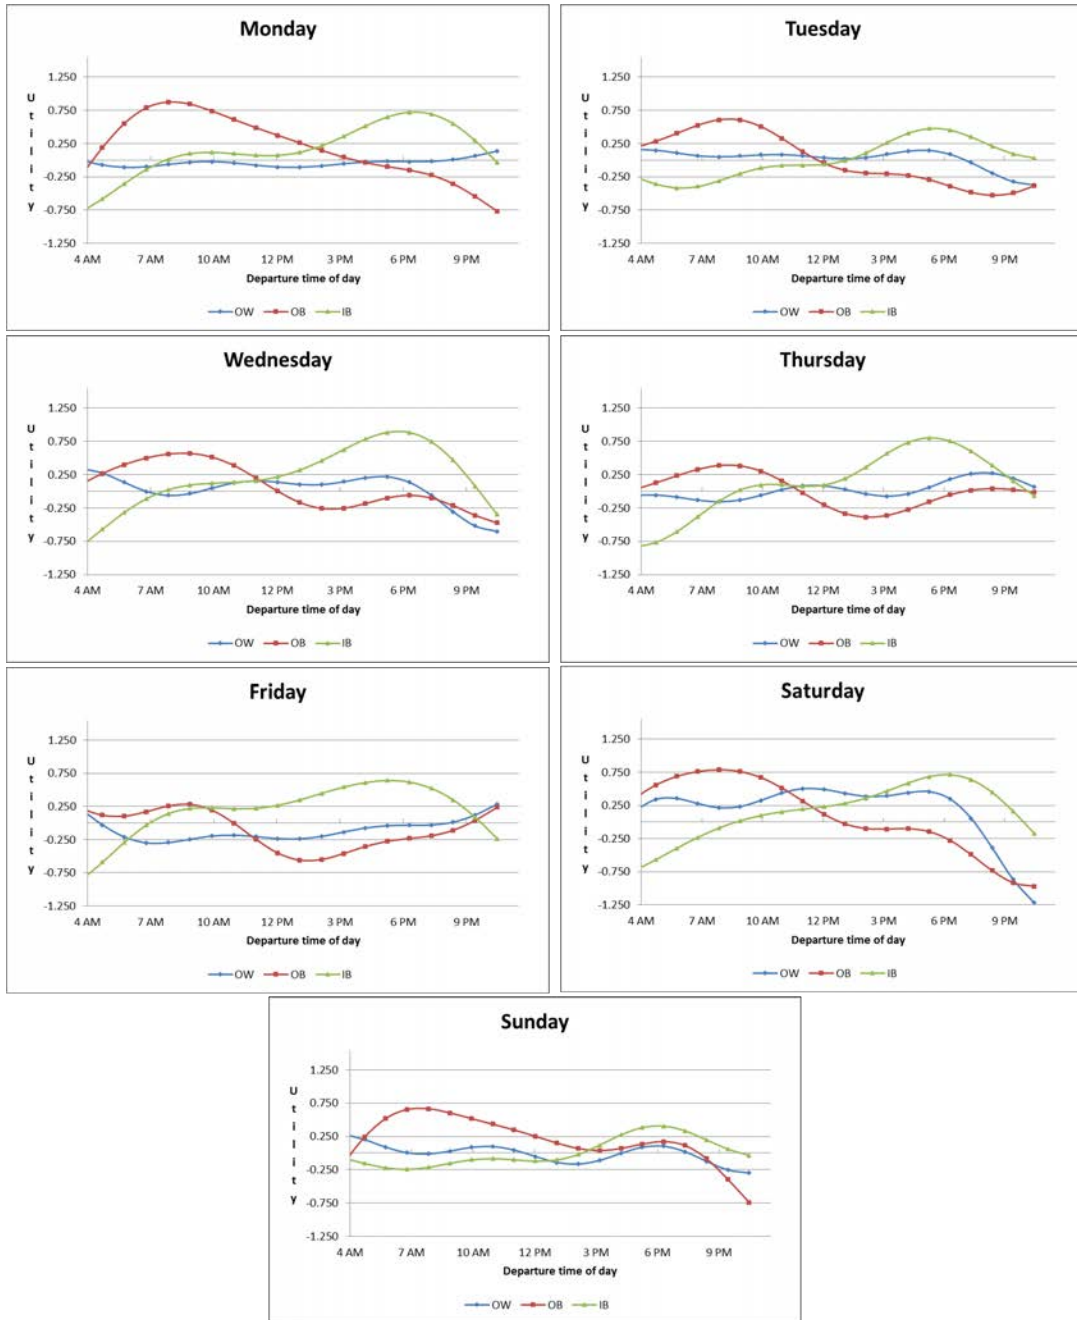 Monday
Utility
1.250
0.750
0.250
-0.250
-0.750
-1.250
4 AM 7 AM 10 AM 12 PM 3 PM 6 PM 9 PM
Departure time of day
OW OB IB
Tuesday
Utility
1.250
0.750
0.250
-0.250
-0.750
-1.250
4 AM 7 AM 10 AM 12 PM 3 PM 6 PM 9 PM
Departure time of day
OW OB IB
Wednesday
Utility
1.250
0.750
0.250
-0.250
-0.750
-1.250
4 AM 7 AM 10 AM 12 PM 3 PM 6 PM 9 PM
Departure time of day
OW OB IB
Thursday
Utility
1.250
0.750
0.250
-0.250
-0.750
-1.250
4 AM 7 AM 10 AM 12 PM 3 PM 6 PM 9 PM
Departure time of day
OW OB IB
Friday
Utility
1.250
0.750
0.250
-0.250
-0.750
-1.250
4 AM 7 AM 10 AM 12 PM 3 PM 6 PM 9 PM
Departure time of day
OW OB IB
Saturday
Utility
1.250
0.750
0.250
-0.250
-0.750
-1.250
4 AM 7 AM 10 AM 12 PM 3 PM 6 PM 9 PM
Departure time of day
OW OB IB
Sunday
Utility
1.250
0.750
0.250
-0.250
-0.750
-1.250
4 AM 7 AM 10 AM 12 PM 3 PM 6 PM 9 PM
Departure time of day
OW OB IB